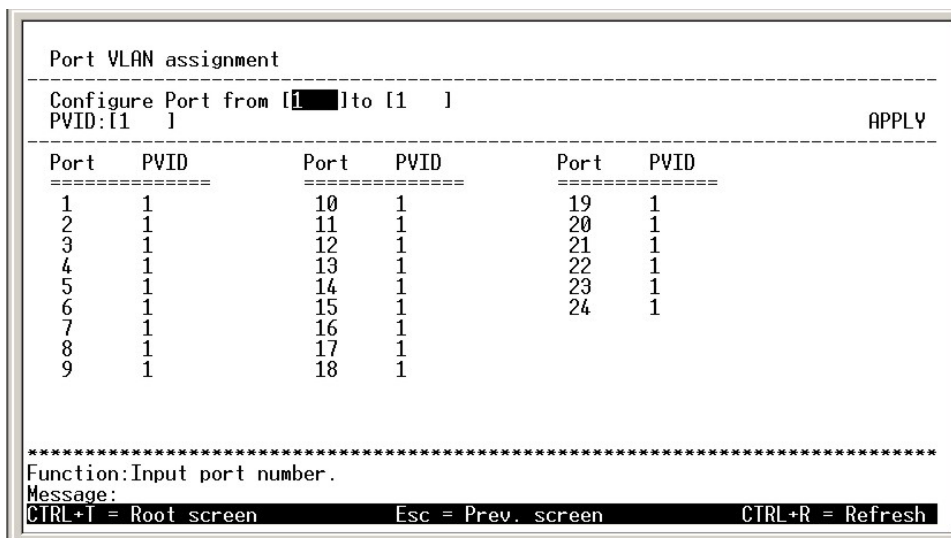 Port VLAN assignment
Configure Port from [1   ]to [1   ]
PVID:[1   ] APPLY
Port PVID Port PVID Port PVID
1 1 10 1 19 1
2 1 11 1 20 1
3 1 12 1 21 1
4 1 13 1 22 1
5 1 14 1 23 1
6 1 15 1 24 1
7 1 16 1
8 1 17 1
9 1 18 1
Function:Input port number.
Message:
CTRL+T = Root screen Esc = Prev. screen CTRL+R = Refresh